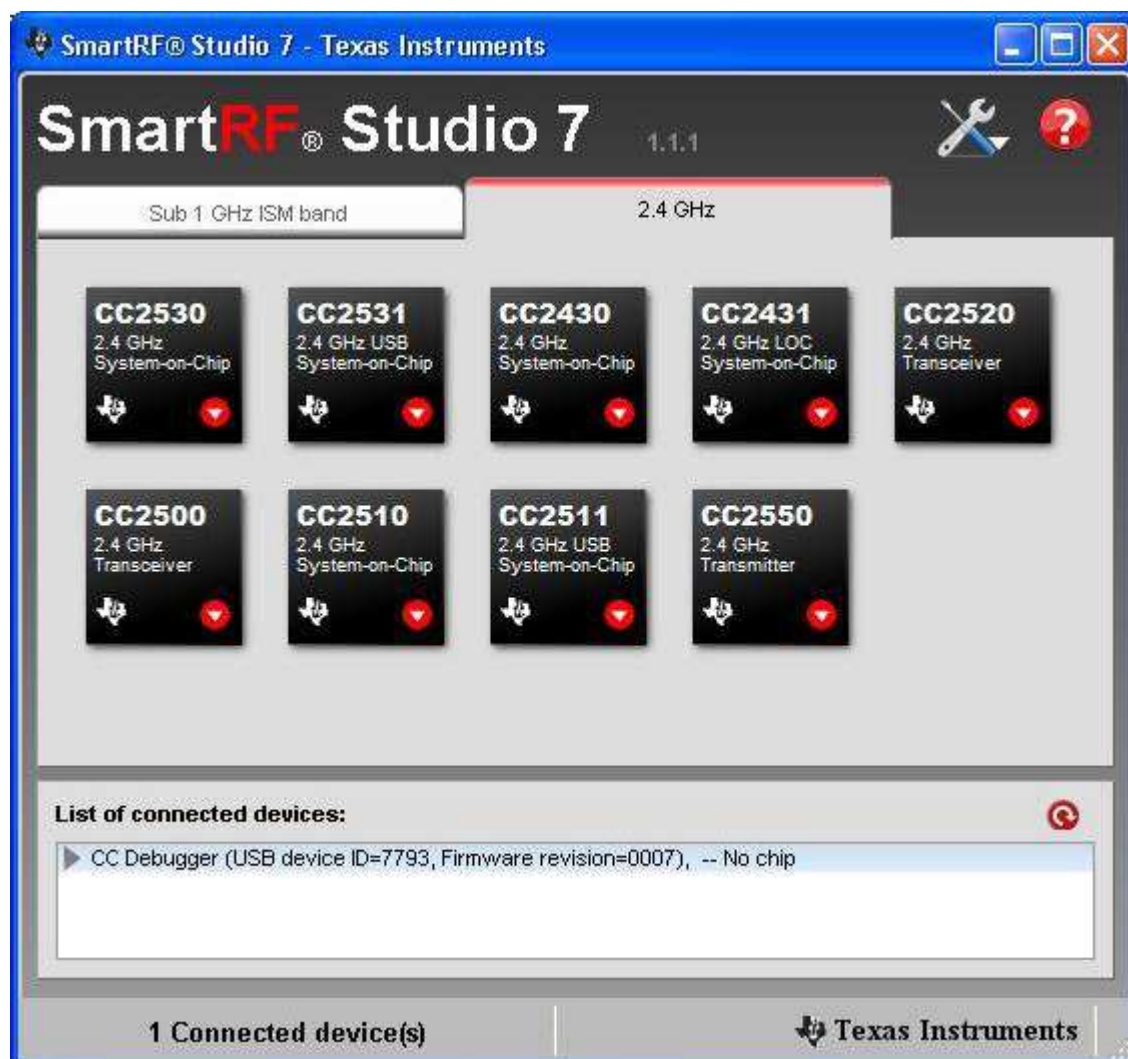 SmartRF® Studio 7 - Texas Instruments
SmartRF® Studio 7 1.1.1
Sub 1 GHz ISM band
2.4 GHz
CC2530
2.4 GHz
System-on-Chip
CC2531
2.4 GHz USB
System-on-Chip
CC2430
2.4 GHz
System-on-Chip
CC2431
2.4 GHz LOC
System-on-Chip
CC2520
2.4 GHz
Transceiver
CC2500
2.4 GHz
Transceiver
CC2510
2.4 GHz
System-on-Chip
CC2511
2.4 GHz USB
System-on-Chip
CC2550
2.4 GHz
Transmitter
List of connected devices:
CC Debugger (USB device ID=7793, Firmware revision=0007), -- No chip
1 Connected device(s)
Texas Instruments